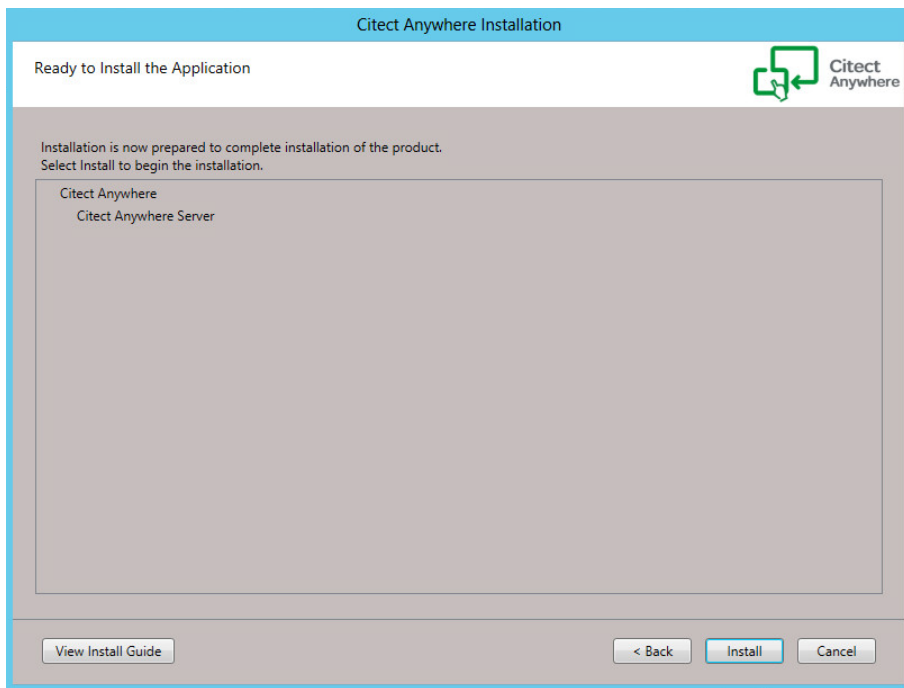 Citect Anywhere Installation
Ready to Install the Application
Citect
Anywhere
Installation is now prepared to complete installation of the product.
Select Install to begin the installation.
Citect Anywhere
Citect Anywhere Server
View Install Guide
< Back
Install
Cancel